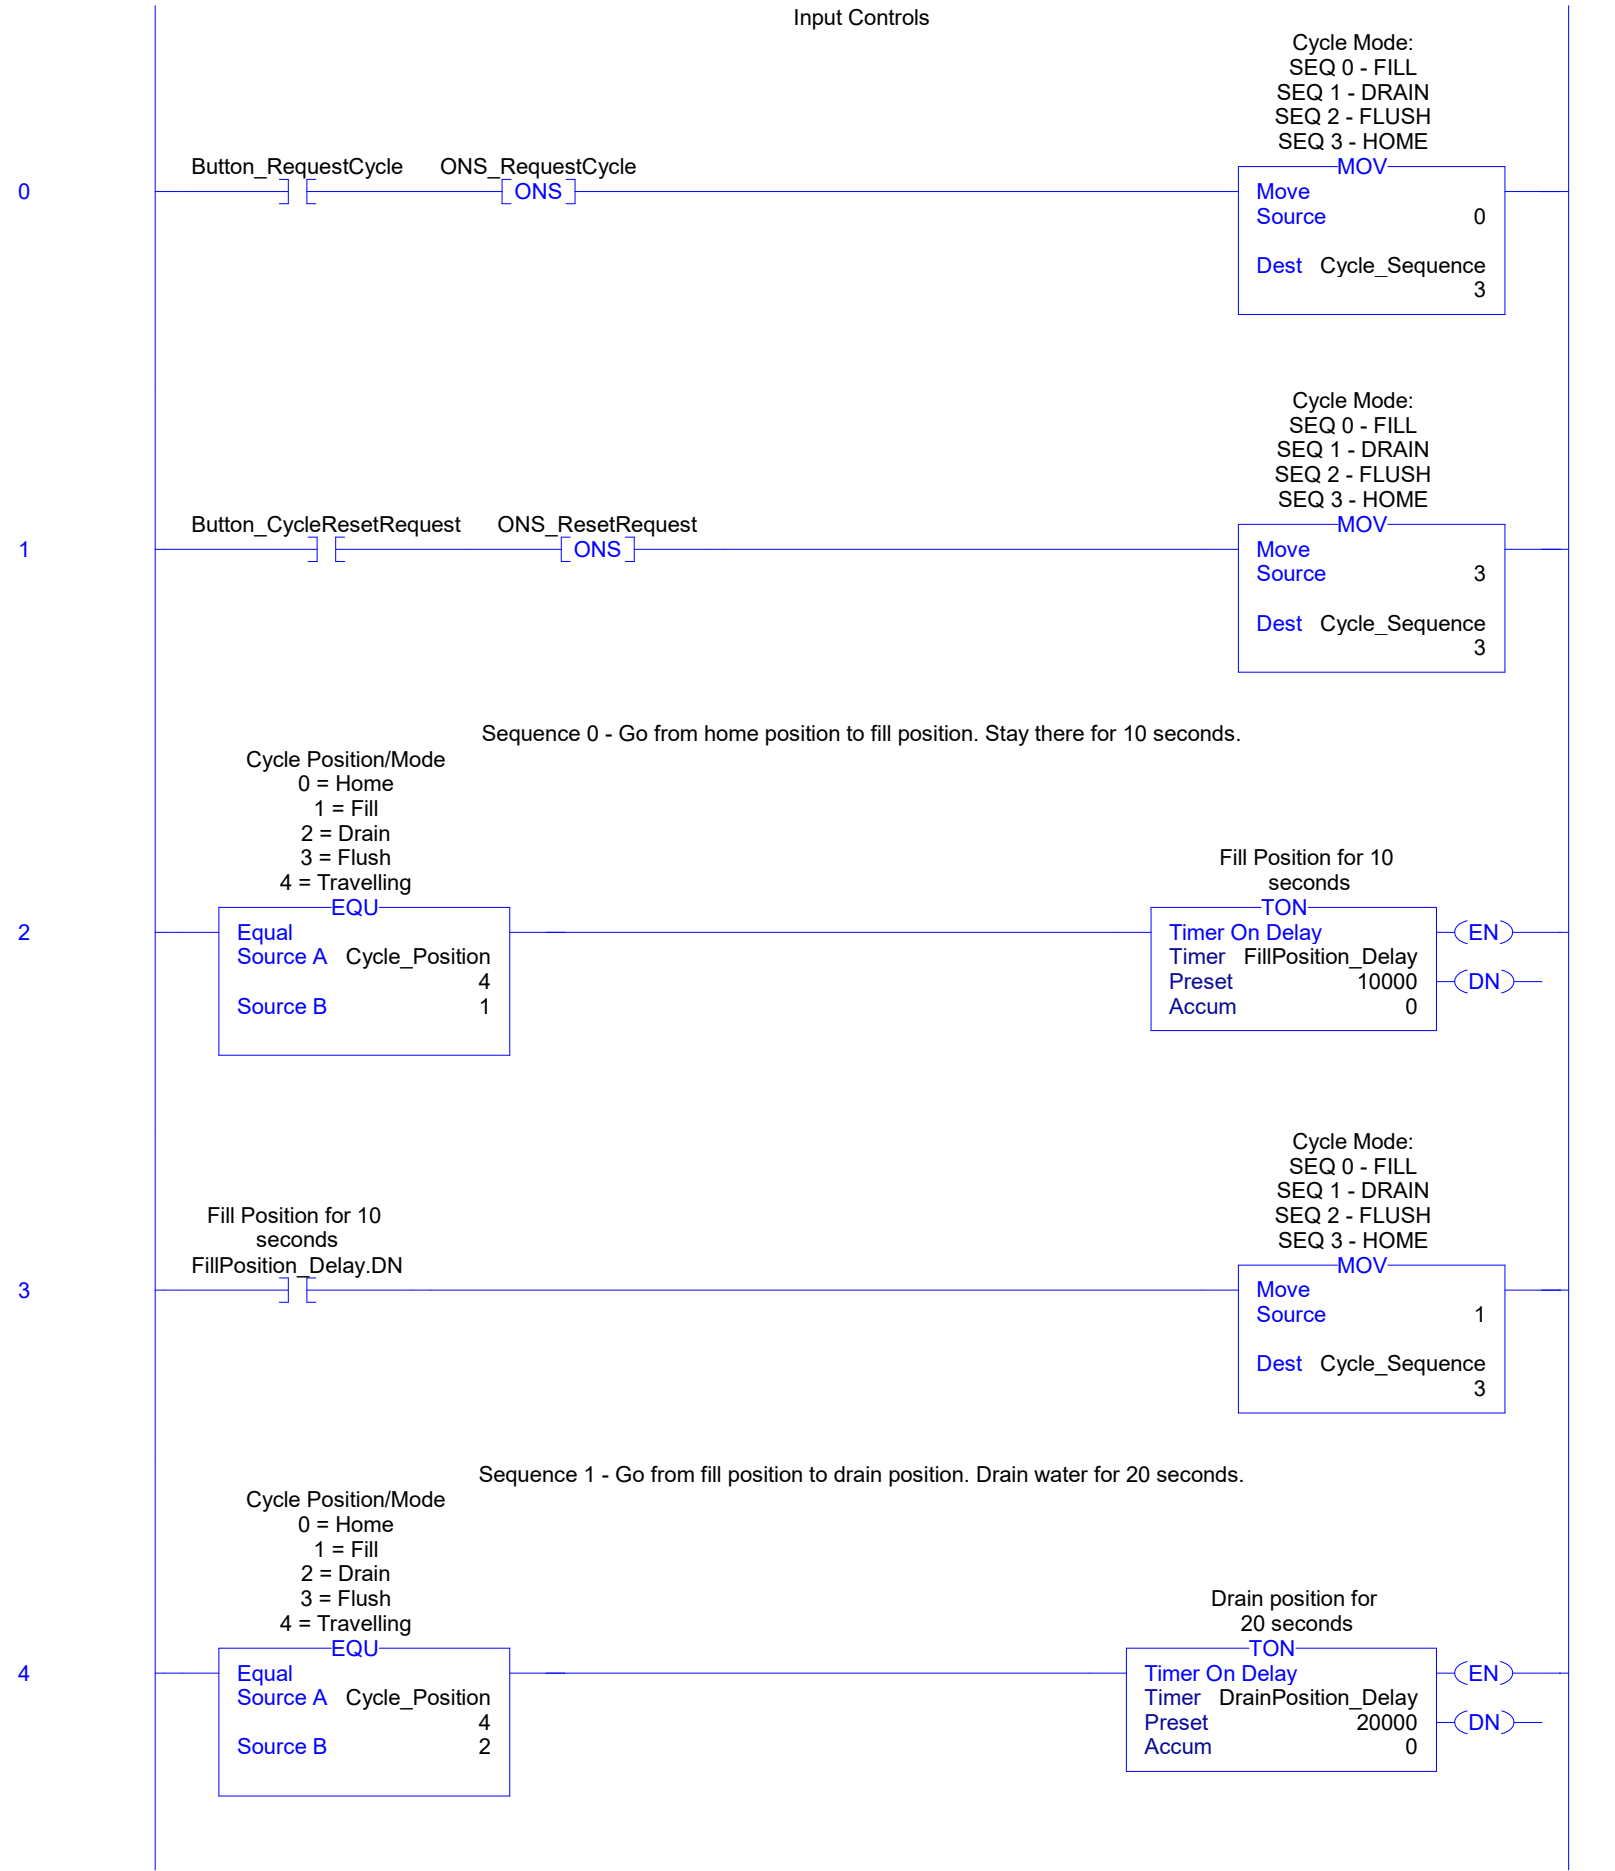 Input Controls
Cycle Mode:
SEQ 0 - FILL
SEQ 1 - DRAIN
SEQ 2 - FLUSH
SEQ 3 - HOME
Button_RequestCycle ONS_RequestCycle MOV
0 ONS Move
Source 0
Dest Cycle_Sequence
3
Cycle Mode:
SEQ 0 - FILL
SEQ 1 - DRAIN
SEQ 2 - FLUSH
SEQ 3 - HOME
Button_CycleResetRequest ONS_ResetRequest MOV
1 ONS Move
Source 3
Dest Cycle_Sequence
3
Sequence 0 - Go from home position to fill position. Stay there for 10 seconds.
Cycle Position/Mode
0 = Home
1 = Fill
2 = Drain
3 = Flush
4 = Travelling
Fill Position for 10
seconds
EQU TON
2 Equal Timer On Delay EN
Source A Cycle_Position Timer FillPosition_Delay
4 Preset 10000 DN
Source B 1 Accum 0
Cycle Mode:
SEQ 0 - FILL
SEQ 1 - DRAIN
SEQ 2 - FLUSH
SEQ 3 - HOME
Fill Position for 10
seconds
FillPosition_Delay.DN MOV
3 Move
Source 1
Dest Cycle_Sequence
3
Sequence 1 - Go from fill position to drain position. Drain water for 20 seconds.
Cycle Position/Mode
0 = Home
1 = Fill
2 = Drain
3 = Flush
4 = Travelling
Drain position for
20 seconds
EQU TON
4 Equal Timer On Delay EN
Source A Cycle_Position Timer DrainPosition_Delay
4 Preset 20000 DN
Source B 2 Accum 0